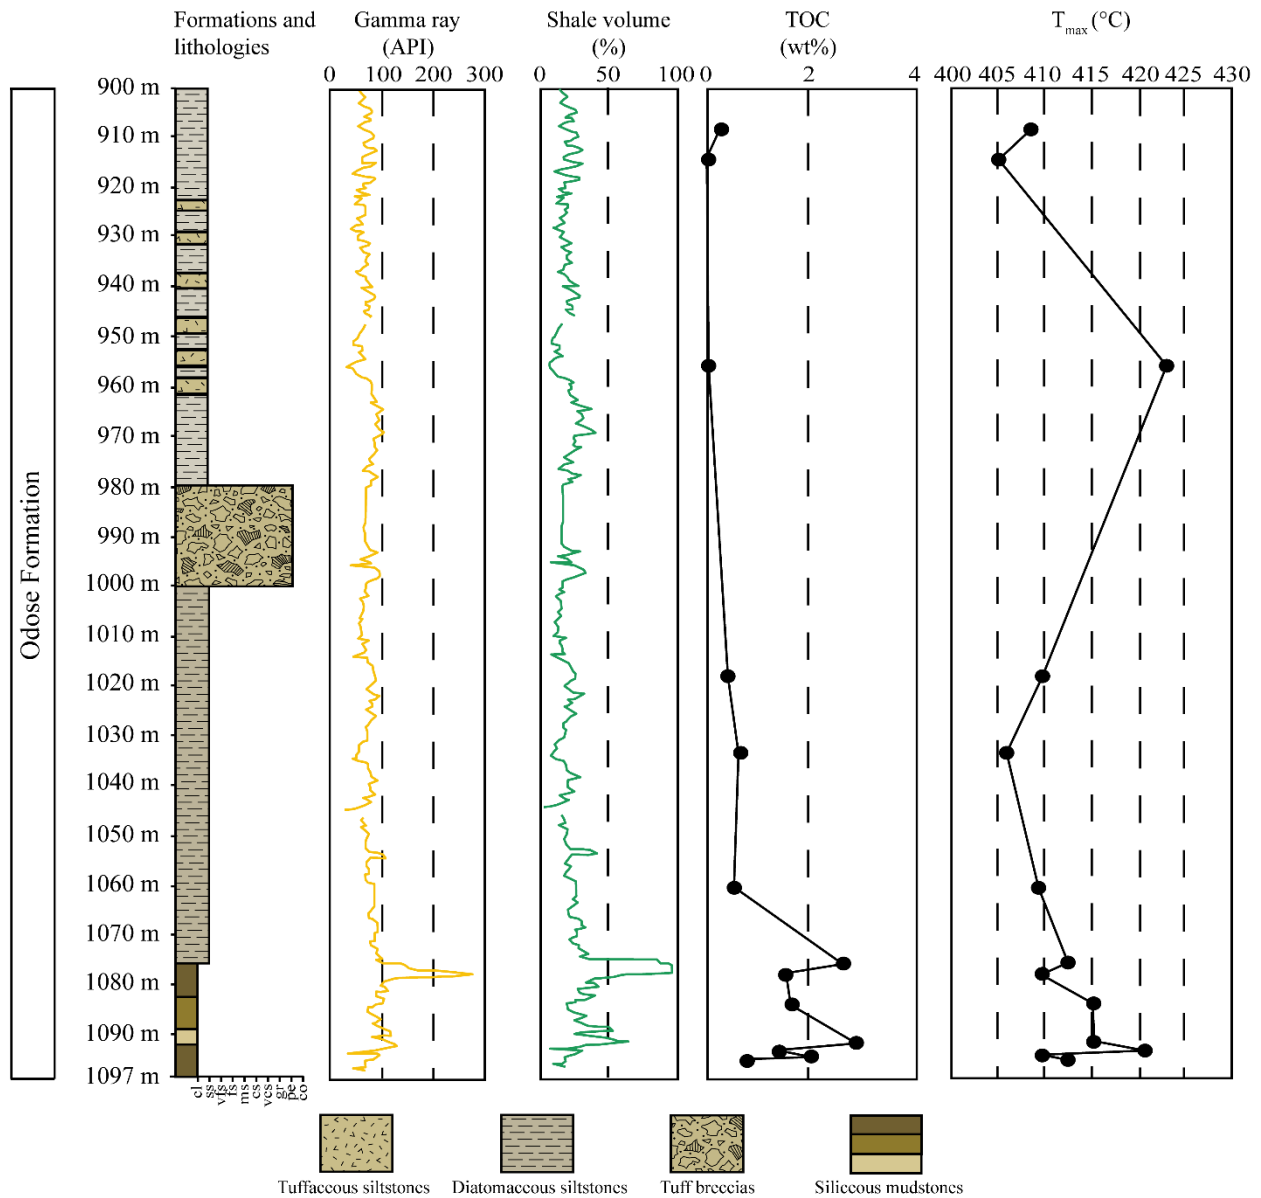 Formations and
lithologies
Gamma ray
(API)
Shale volume
(%)
TOC
(wt%)
Tmax (°C)
0 100 200 300
0 50 100
0 2 4
400 405 410 415 420 425 430
900 m
910 m
920 m
930 m
940 m
950 m
960 m
970 m
980 m
990 m
1000 m
1010 m
1020 m
1030 m
1040 m
1050 m
1060 m
1070 m
1080 m
1090 m
1097 m
Odose Formation
cl
ss
vfs
fs
ms
cs
vcs
gr
pe
co
Tuffaceous siltstones
Diatomaceous siltstones
Tuff breccias
Siliceous mudstones